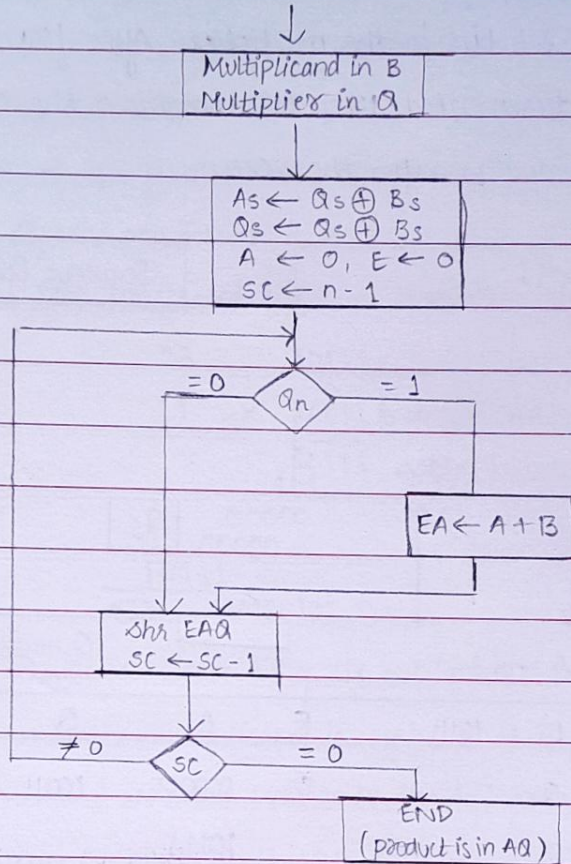 Multiplicand in B
Multiplier in Q
As ← Qs ⊕ Bs
Qs ← Qs ⊕ Bs
A ← 0, E ← 0
SC ← n - 1
= 0
Qn
= 1
EA ← A + B
shr EAQ
SC ← SC - 1
≠ 0
SC
= 0
END
(product is in AQ)